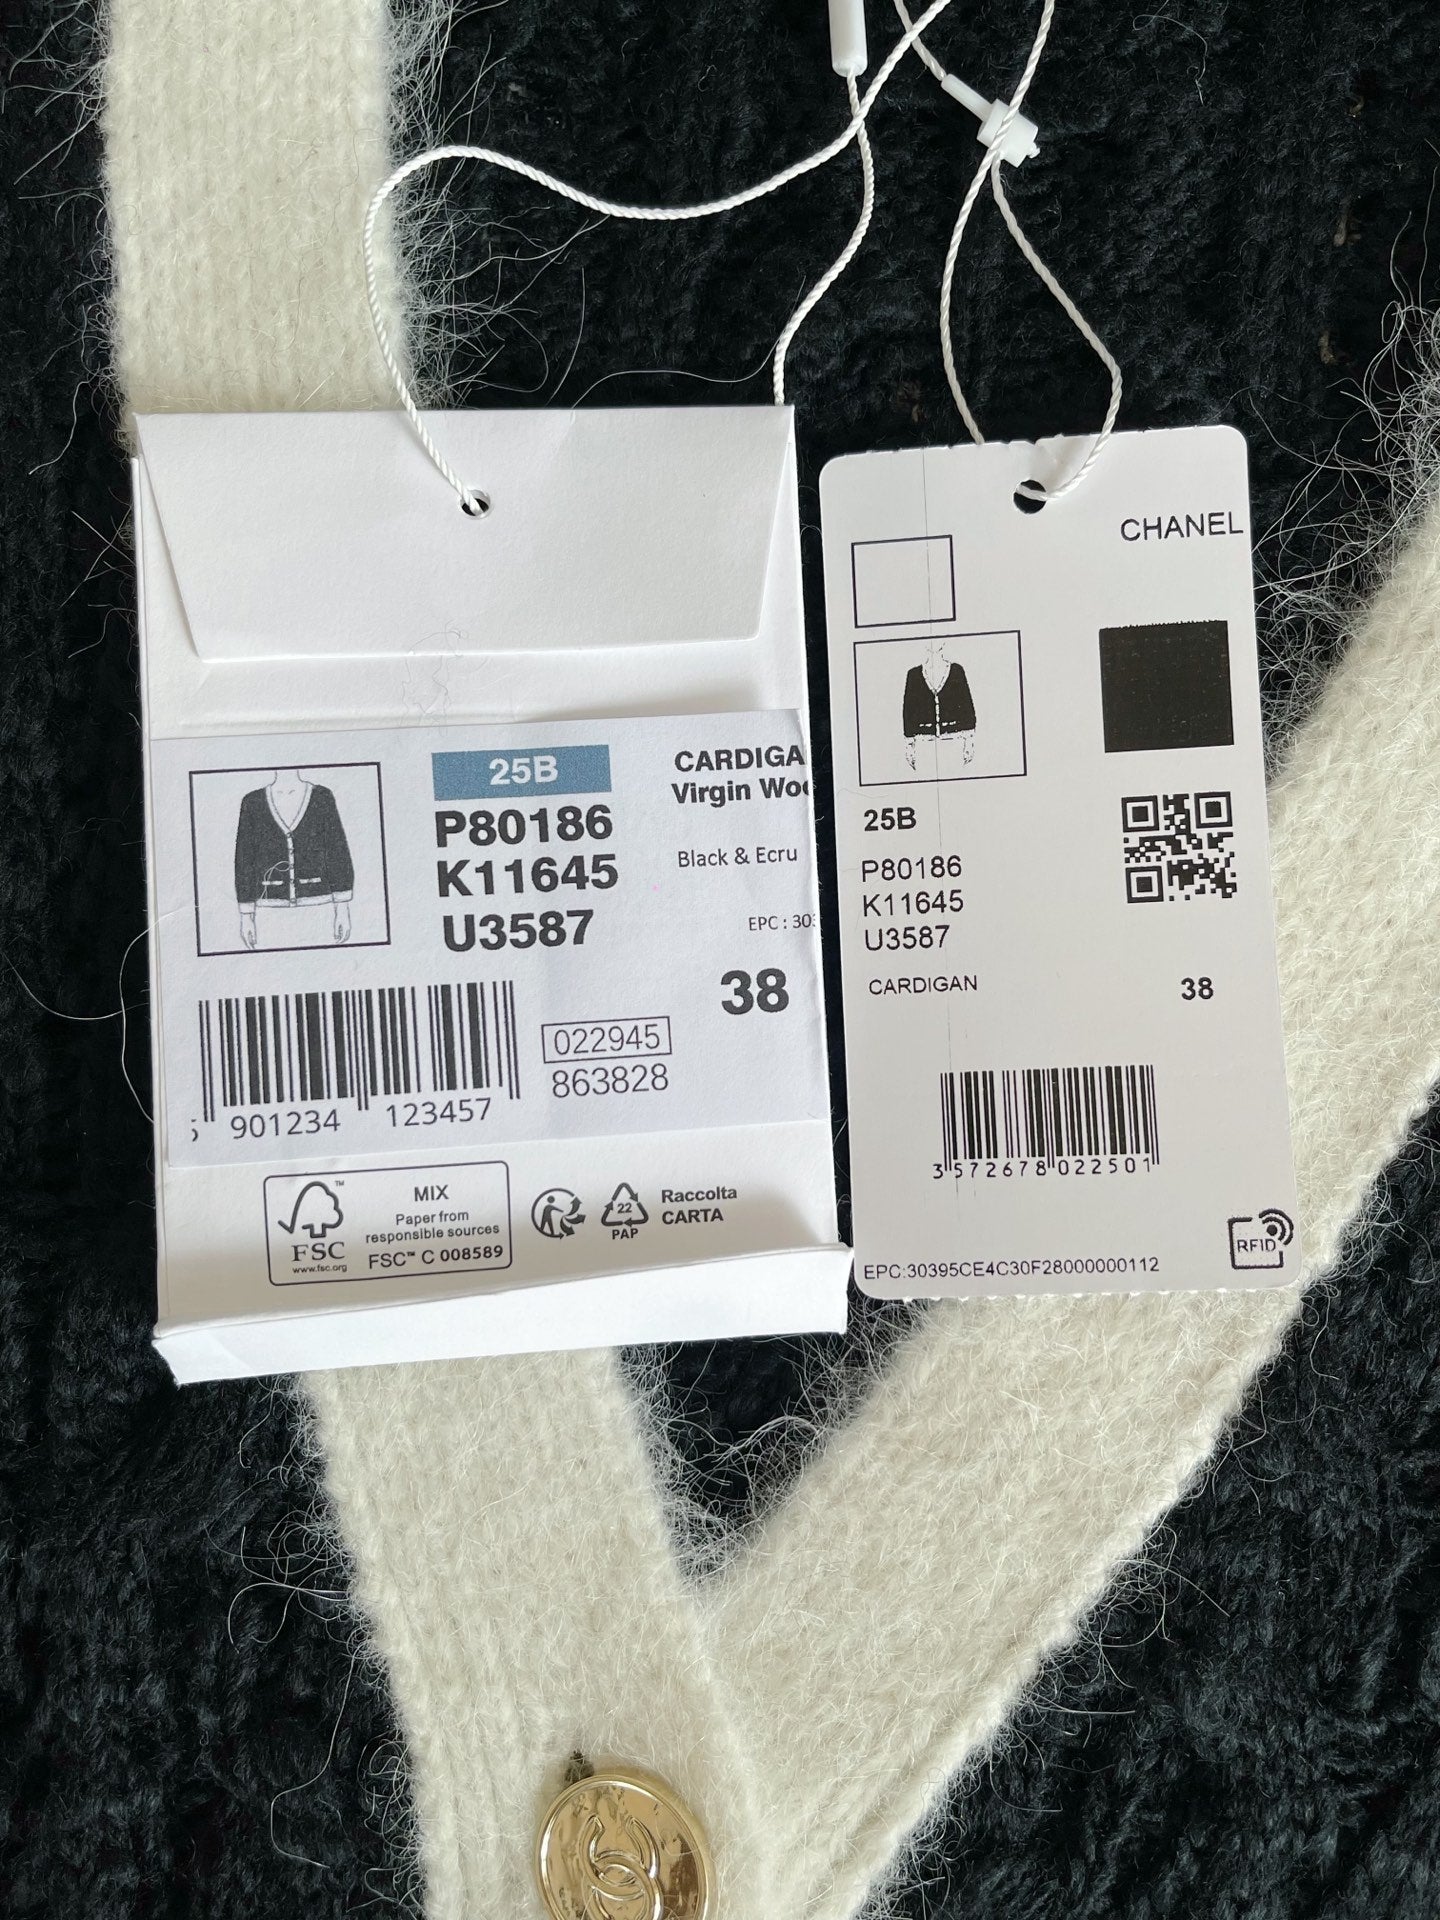 25B
P80186
K11645
U3587
CARDIGA
Virgin Woo
Black & Ecru
EPC : 303
38
022945
863828
901234 123457
FSC™
www.fsc.org
MIX
Paper from
responsible sources
FSC™ C 008589
22
PAP
Raccolta
CARTA
CHANEL
25B
P80186
K11645
U3587
CARDIGAN
38
3 572678 022501
RFID
EPC:30395CE4C30F28000000112